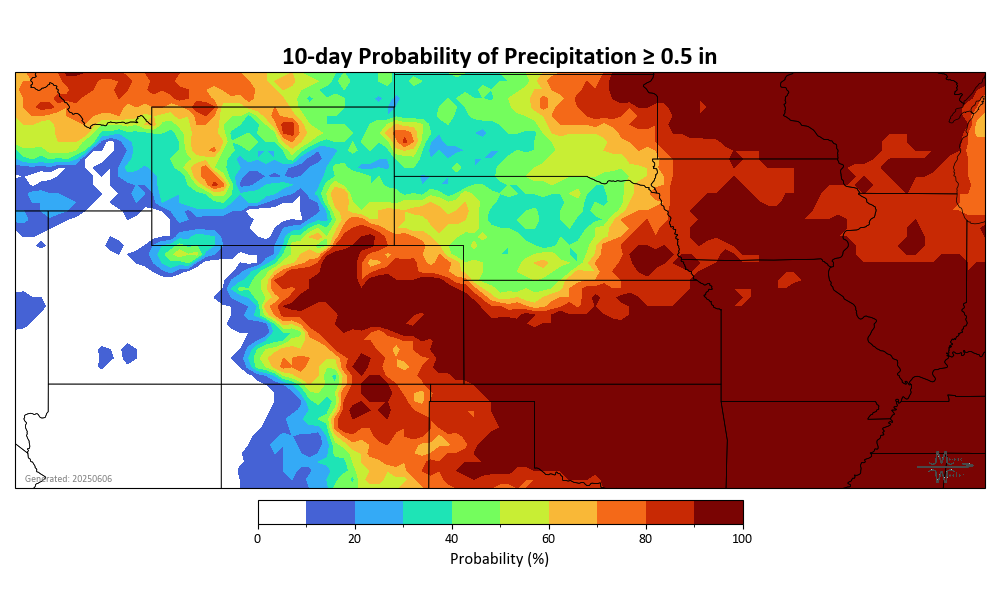 10-day Probability of Precipitation ≥ 0.5 in
Generated: 20250606
0 20 40 60 80 100
Probability (%)